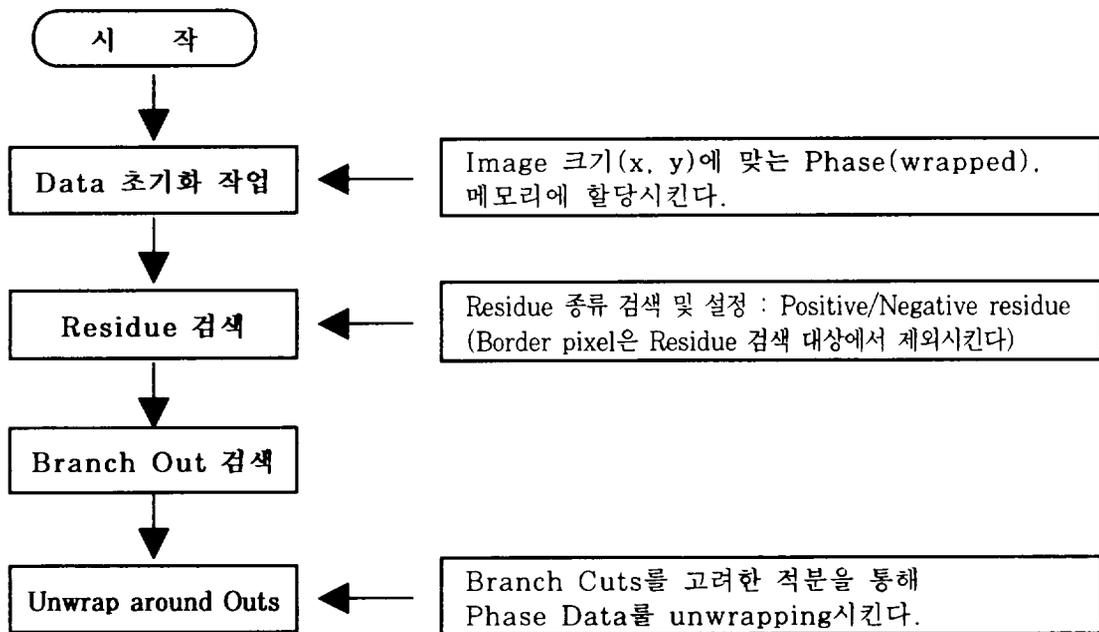 시 작
Data 초기화 작업
Image 크기(x, y)에 맞는 Phase(wrapped),
메모리에 할당시킨다.
Residue 검색
Residue 종류 검색 및 설정 : Positive/Negative residue
(Border pixel은 Residue 검색 대상에서 제외시킨다)
Branch Out 검색
Unwrap around Outs
Branch Cuts를 고려한 적분을 통해
Phase Data를 unwrapping시킨다.